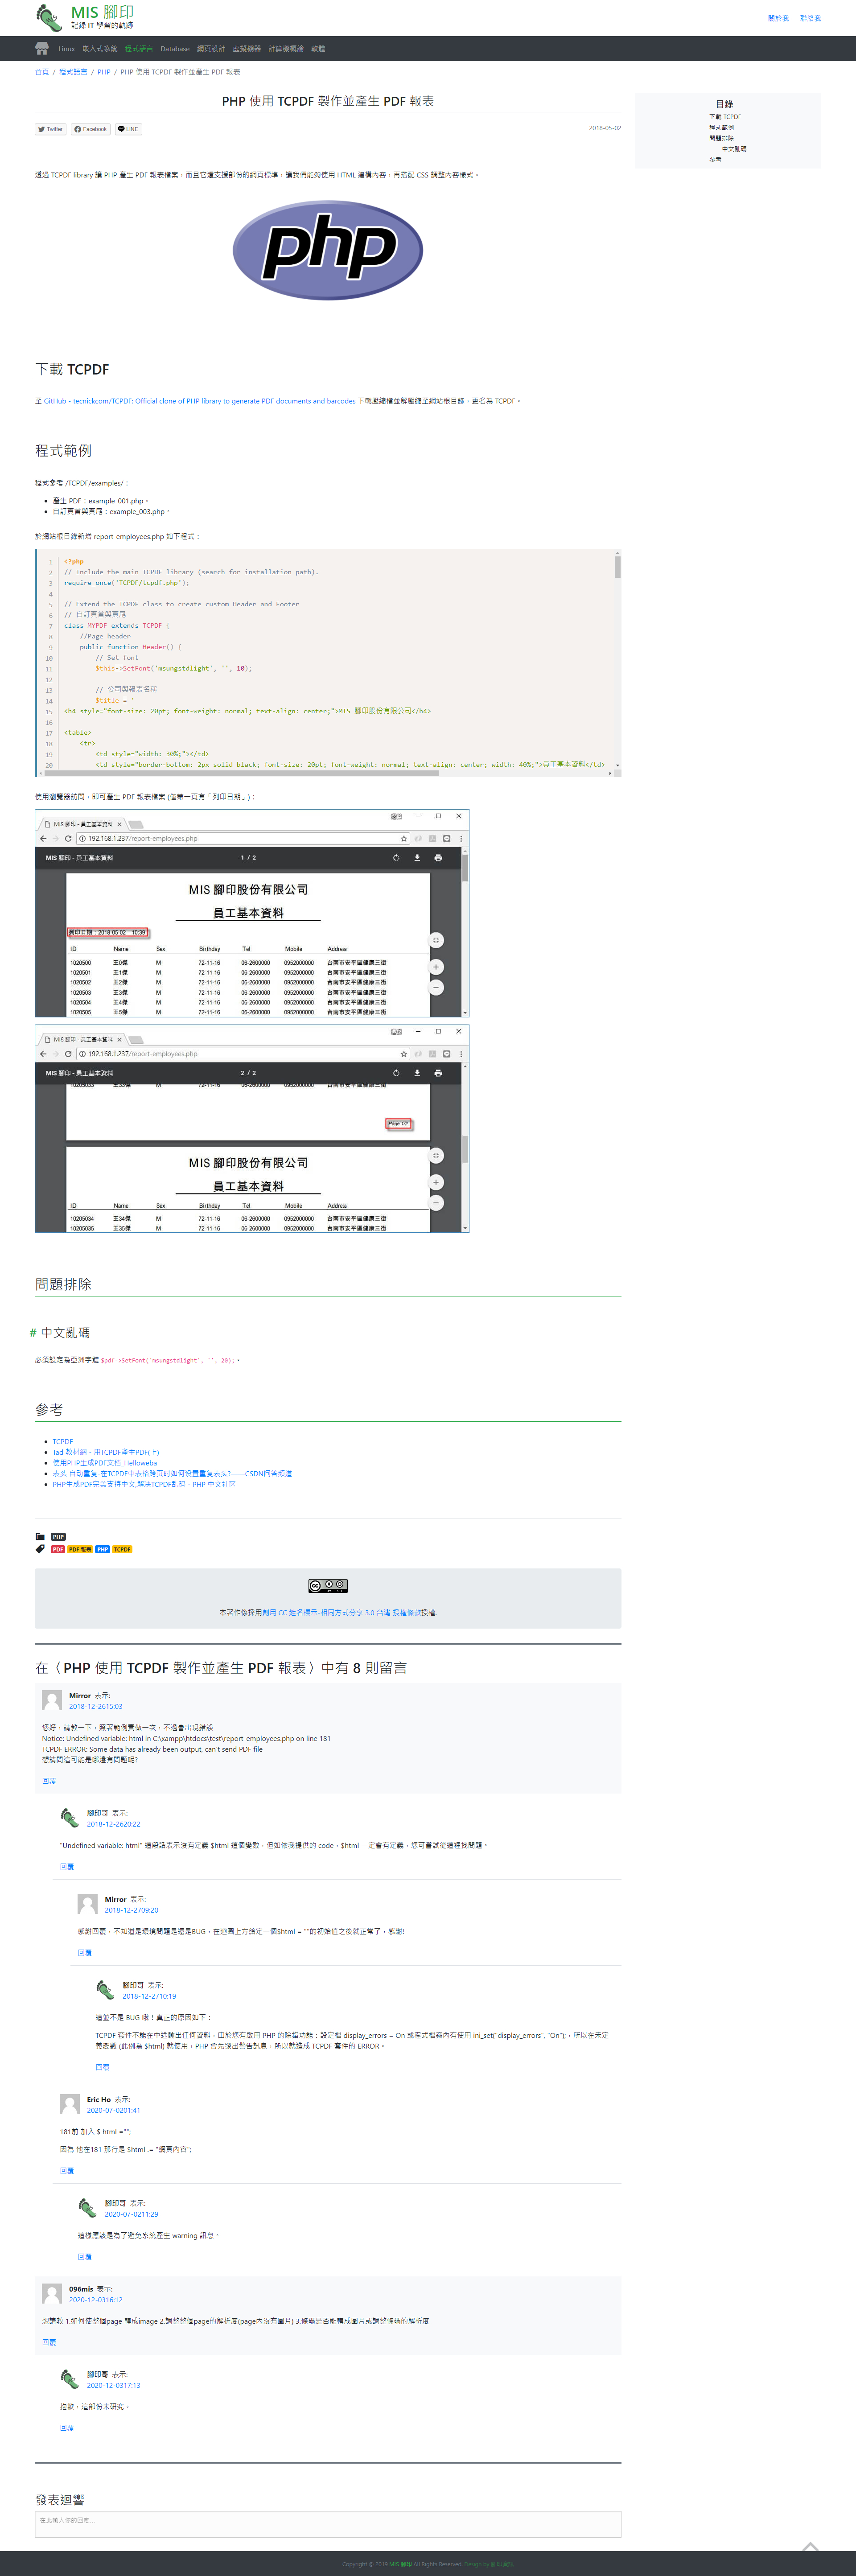 MIS 腳印
記錄 IT 學習的軌跡
關於我 聯絡我
Linux 嵌入式系統 程式語言 Database 網頁設計 虛擬機器 計算機概論 軟體
首頁 / 程式語言 / PHP / PHP 使用 TCPDF 製作並產生 PDF 報表
PHP 使用 TCPDF 製作並產生 PDF 報表
Twitter Facebook LINE 2018-05-02
目錄
下載 TCPDF
程式範例
問題排除
中文亂碼
參考
透過 TCPDF library 讓 PHP 產生 PDF 報表檔案，而且它還支援部份的網頁標準，讓我們能夠使用 HTML 建構內容，再搭配 CSS 調整內容樣式。
php
下載 TCPDF
至 GitHub - tecnickcom/TCPDF: Official clone of PHP library to generate PDF documents and barcodes 下載壓縮檔並解壓縮至網站根目錄，更名為 TCPDF。
程式範例
程式參考 /TCPDF/examples/：
產生 PDF：example_001.php。
自訂頁首與頁尾：example_003.php。
於網站根目錄新增 report-employees.php 如下程式：
1 <?php
2 // Include the main TCPDF library (search for installation path).
3 require_once('TCPDF/tcpdf.php');
4
5 // Extend the TCPDF class to create custom Header and Footer
6 // 自訂頁首與頁尾
7 class MYPDF extends TCPDF {
8 //Page header
9 public function Header() {
10 // Set font
11 $this->SetFont('msungstdlight', '', 10);
12
13 // 公司與報表名稱
14 $title = '
15 <h4 style="font-size: 20pt; font-weight: normal; text-align: center;">MIS 腳印股份有限公司</h4>
16
17 <table>
18 <tr>
19 <td style="width: 30%;"></td>
20 <td style="border-bottom: 2px solid black; font-size: 20pt; font-weight: normal; text-align: center; width: 40%;">員工基本資料</td>
使用瀏覽器訪問，即可產生 PDF 報表檔案 (僅第一頁有「列印日期」)：
MIS 腳印 - 員工基本資料
192.168.1.237/report-employees.php
MIS 腳印 - 員工基本資料 1 / 2
MIS 腳印股份有限公司
員工基本資料
列印日期：2018-05-02 10:39
ID Name Sex Birthday Tel Mobile Address
1020500 王0傑 M 72-11-16 06-2600000 0952000000 台南市安平區健康三街
1020501 王1傑 M 72-11-16 06-2600000 0952000000 台南市安平區健康三街
1020502 王2傑 M 72-11-16 06-2600000 0952000000 台南市安平區健康三街
1020503 王3傑 M 72-11-16 06-2600000 0952000000 台南市安平區健康三街
1020504 王4傑 M 72-11-16 06-2600000 0952000000 台南市安平區健康三街
1020505 王5傑 M 72-11-16 06-2600000 0952000000 台南市安平區健康三街
MIS 腳印 - 員工基本資料
192.168.1.237/report-employees.php
MIS 腳印 - 員工基本資料 2 / 2
10205033 王33傑 M 72-11-16 06-2600000 0952000000 台南市安平區健康三街
Page 1/2
MIS 腳印股份有限公司
員工基本資料
ID Name Sex Birthday Tel Mobile Address
10205034 王34傑 M 72-11-16 06-2600000 0952000000 台南市安平區健康三街
10205035 王35傑 M 72-11-16 06-2600000 0952000000 台南市安平區健康三街
問題排除
# 中文亂碼
必須設定為亞洲字體 $pdf->SetFont('msungstdlight', '', 20);。
參考
TCPDF
Tad 教材網 - 用TCPDF產生PDF(上)
使用PHP生成PDF文档_Helloweba
表头 自动重复-在TCPDF中表格跨页时如何设置重复表头?——CSDN问答频道
PHP生成PDF完美支持中文,解决TCPDF乱码 - PHP 中文社区
PHP
PDF PDF 報表 PHP TCPDF
本著作係採用創用 CC 姓名標示-相同方式分享 3.0 台灣 授權條款授權.
在〈PHP 使用 TCPDF 製作並產生 PDF 報表〉中有 8 則留言
Mirror 表示:
2018-12-2615:03
您好，請教一下，照著範例實做一次，不過會出現錯誤
Notice: Undefined variable: html in C:\xampp\htdocs\test\report-employees.php on line 181
TCPDF ERROR: Some data has already been output, can't send PDF file
想請問這可能是哪邊有問題呢?
回覆
腳印哥 表示:
2018-12-2620:22
"Undefined variable: html" 這段話表示沒有定義 $html 這個變數，但如依我提供的 code，$html 一定會有定義，您可嘗試從這裡找問題。
回覆
Mirror 表示:
2018-12-2709:20
感謝回覆，不知道是環境問題是還是BUG，在迴圈上方給定一個$html = ""的初始值之後就正常了，感謝!
回覆
腳印哥 表示:
2018-12-2710:19
這並不是 BUG 哦！真正的原因如下：
TCPDF 套件不能在中途輸出任何資料，由於您有啟用 PHP 的除錯功能：設定檔 display_errors = On 或程式檔案內有使用 ini_set("display_errors", "On");，所以在未定
義變數 (此例為 $html) 就使用，PHP 會先發出警告訊息，所以就造成 TCPDF 套件的 ERROR。
回覆
Eric Ho 表示:
2020-07-0201:41
181前 加入 $ html ="";
因為 他在181 那行是 $html .= "網頁內容";
回覆
腳印哥 表示:
2020-07-0211:29
這樣應該是為了避免系統產生 warning 訊息。
回覆
096mis 表示:
2020-12-0316:12
想請教 1.如何使整個page 轉成image 2.調整整個page的解析度(page內沒有圖片) 3.條碼是否能轉成圖片或調整條碼的解析度
回覆
腳印哥 表示:
2020-12-0317:13
抱歉，這部份未研究。
回覆
發表迴響
在此輸入你的回應...
Copyright © 2019 MIS 腳印 All Rights Reserved.